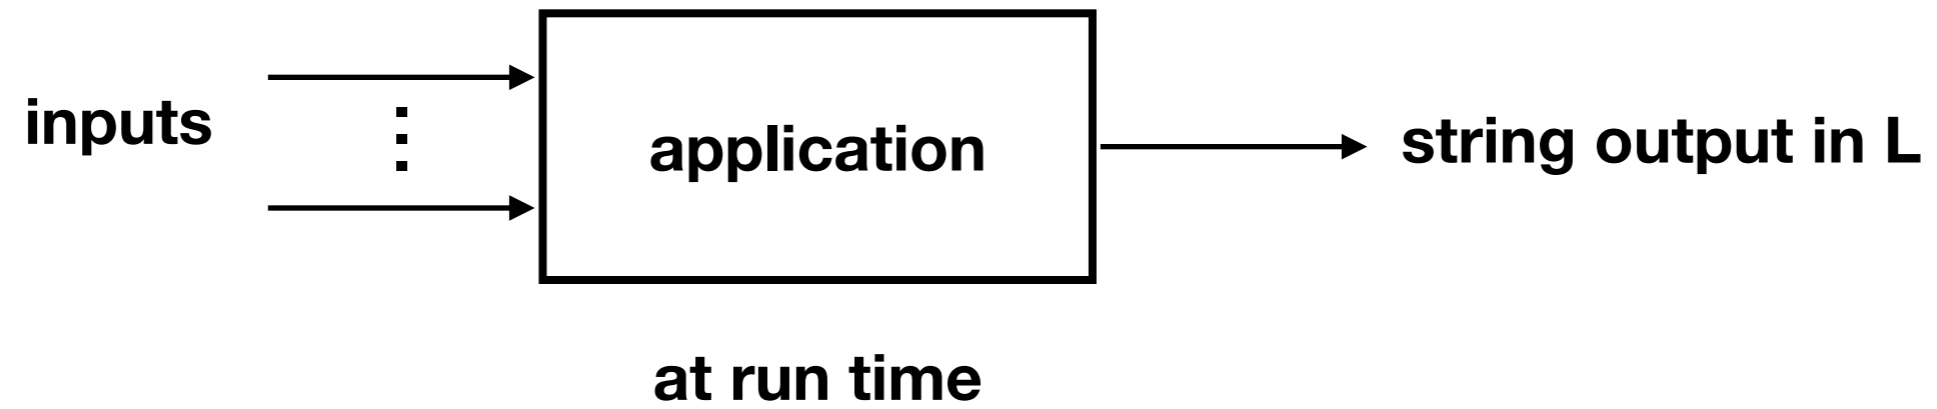 inputs
application
string output in L
at run time